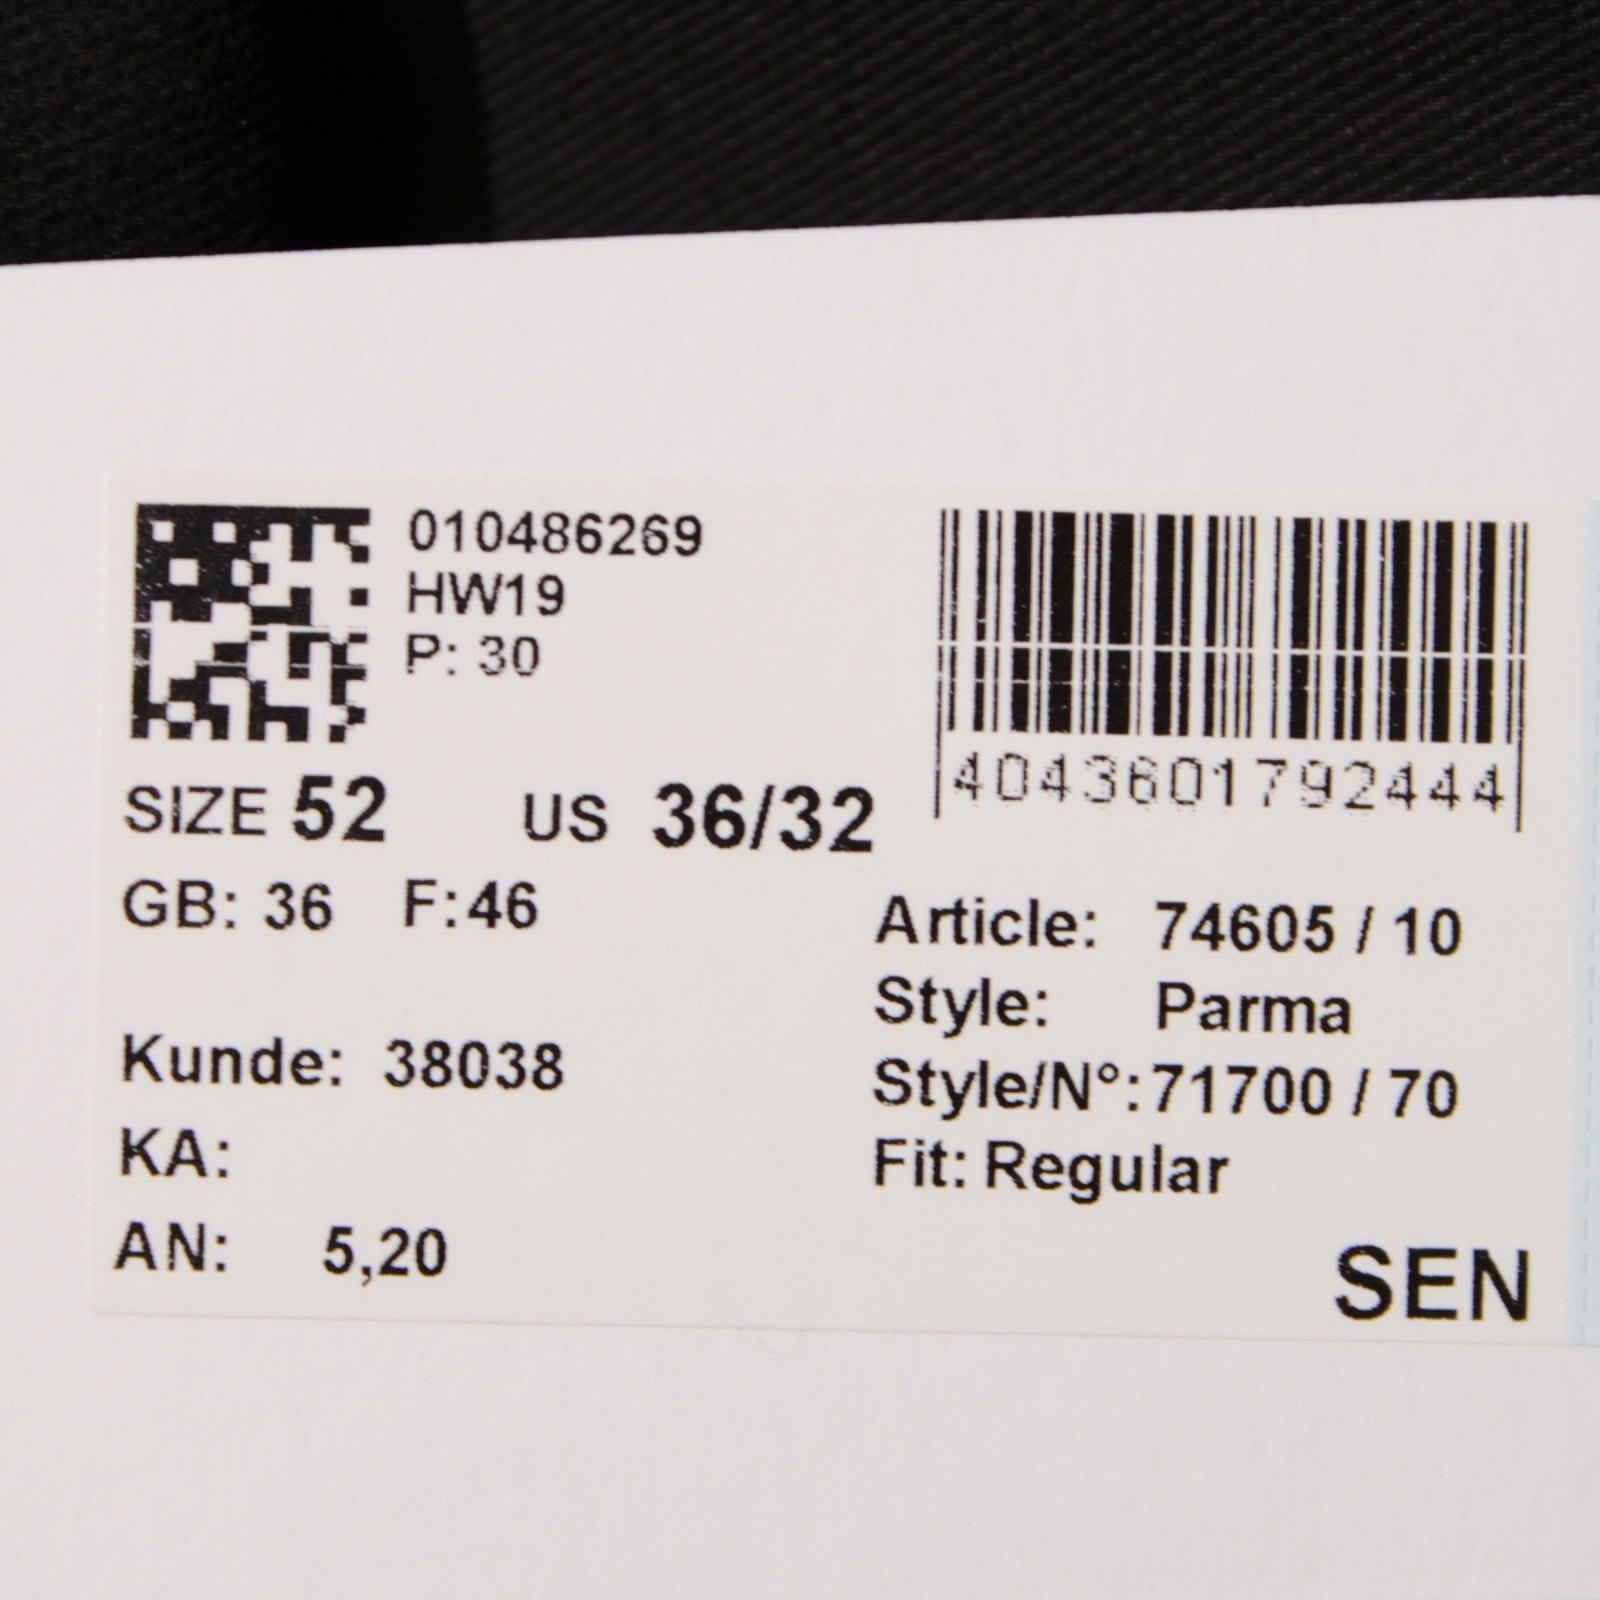 010486269
HW19
P: 30
4043601792444
SIZE 52 US 36/32
GB: 36 F:46
Article: 74605 / 10
Style: Parma
Kunde: 38038
Style/N°:71700 / 70
KA:
Fit: Regular
AN: 5,20
SEN